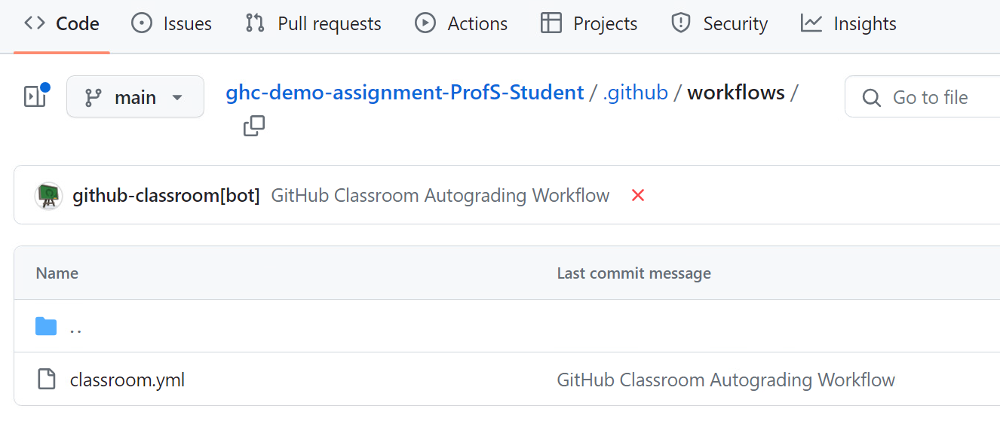 Code Issues Pull requests Actions Projects Security Insights
main ghc-demo-assignment-ProfS-Student / .github / workflows / Go to file
github-classroom[bot] GitHub Classroom Autograding Workflow
Name Last commit message
..
classroom.yml GitHub Classroom Autograding Workflow